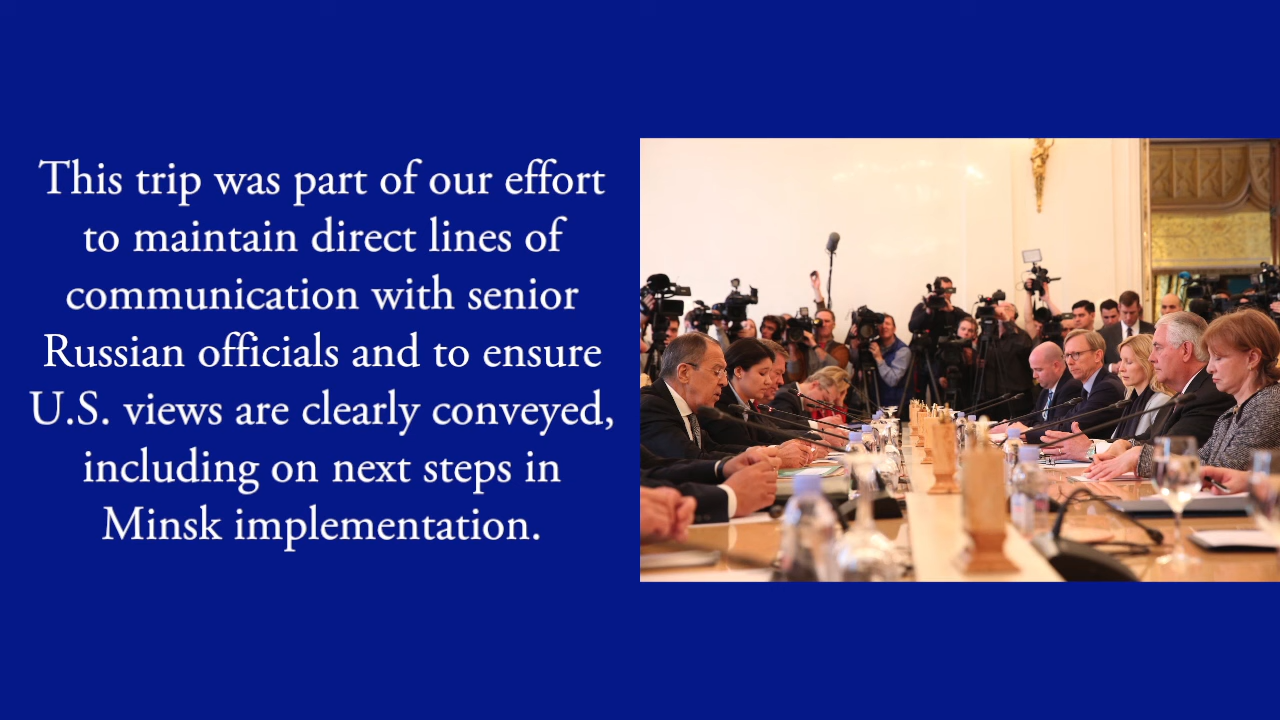 This trip was part of our effort
to maintain direct lines of
communication with senior
Russian officials and to ensure
U.S. views are clearly conveyed,
including on next steps in
Minsk implementation.